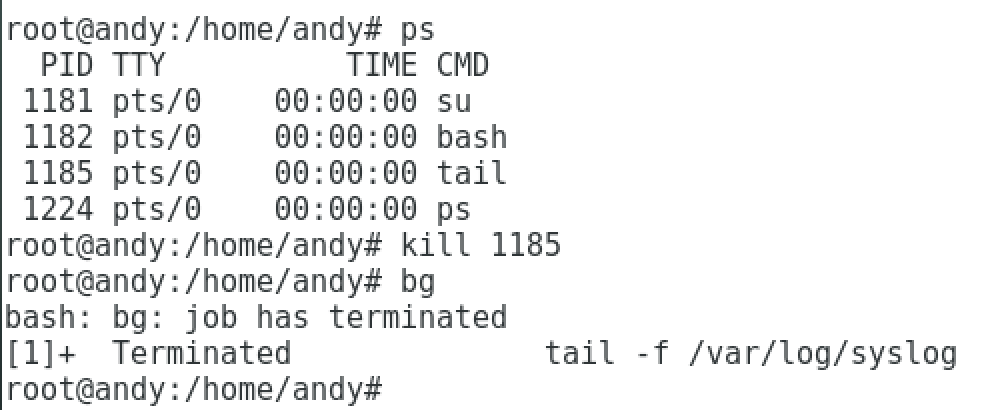 root@andy:/home/andy# ps
  PID TTY          TIME CMD
 1181 pts/0    00:00:00 su
 1182 pts/0    00:00:00 bash
 1185 pts/0    00:00:00 tail
 1224 pts/0    00:00:00 ps
root@andy:/home/andy# kill 1185
root@andy:/home/andy# bg
bash: bg: job has terminated
[1]+  Terminated              tail -f /var/log/syslog
root@andy:/home/andy#